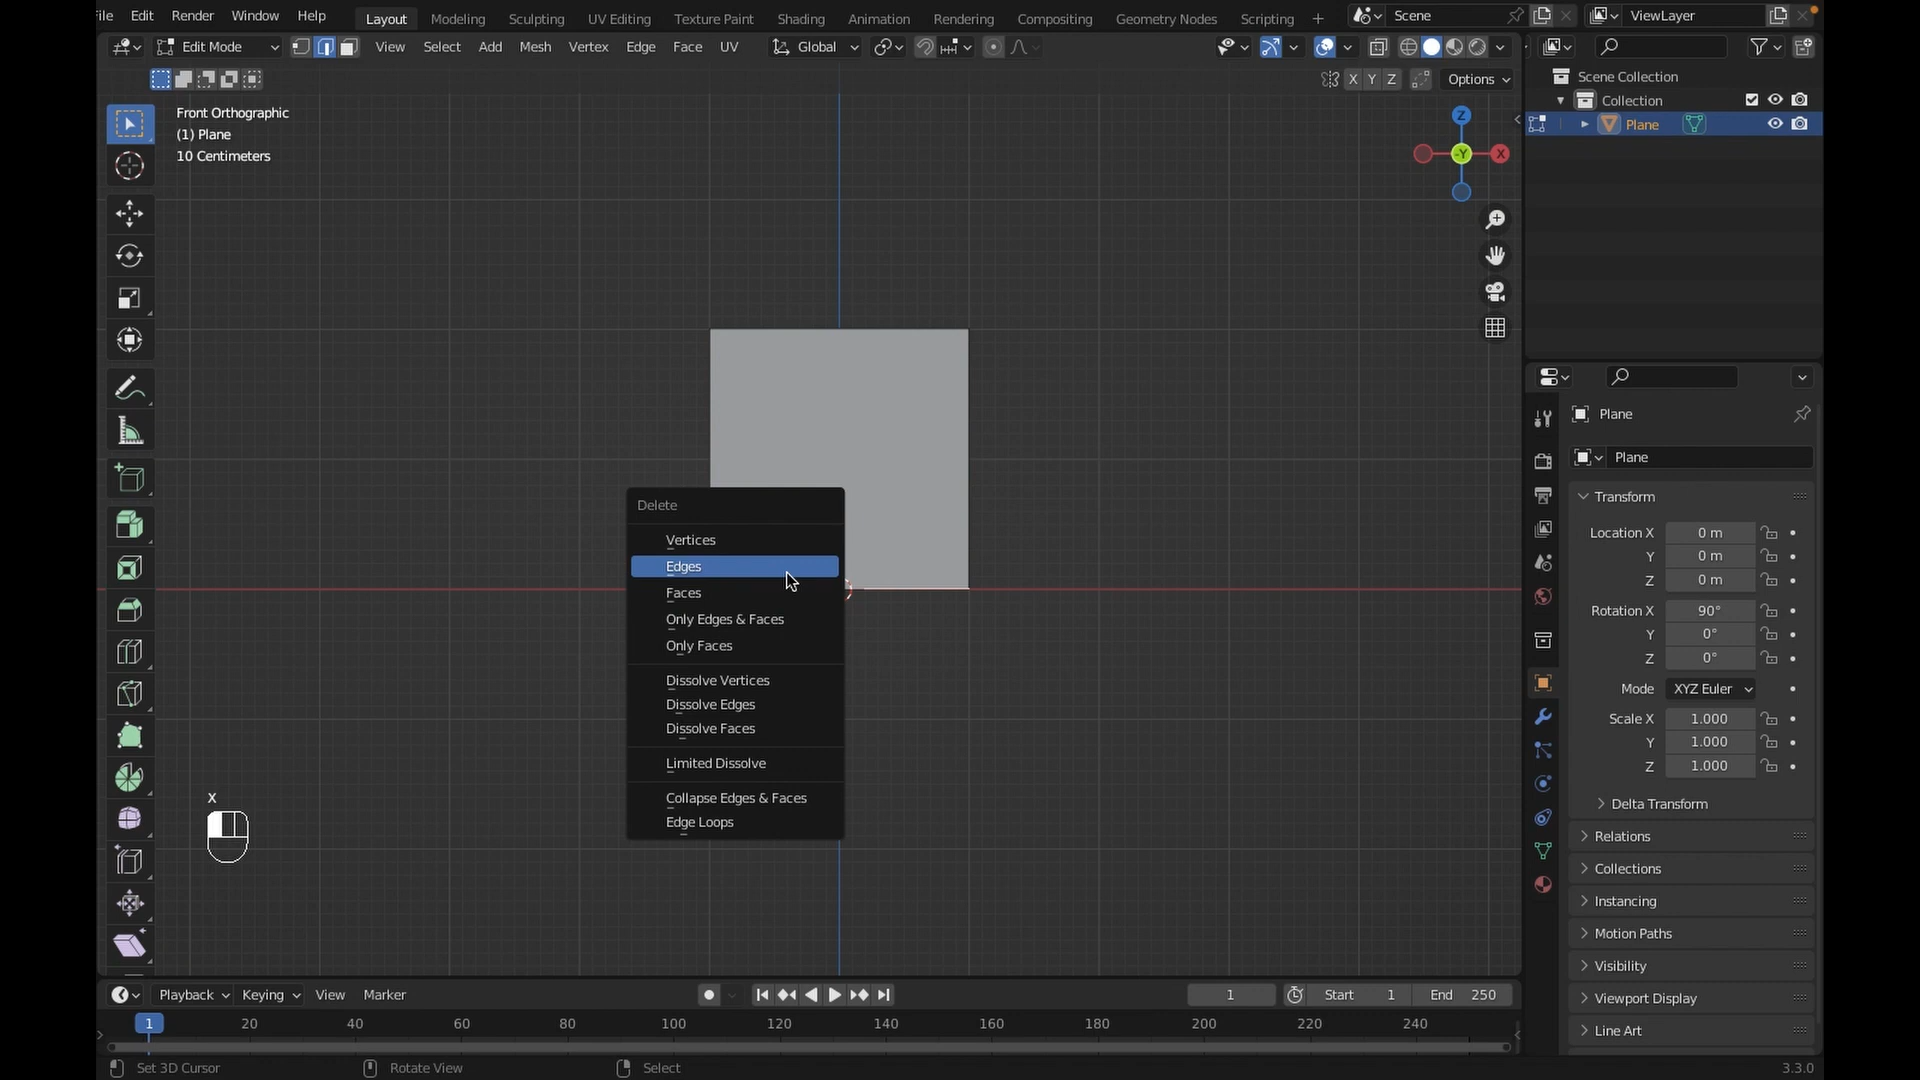 File Edit Render Window Help Layout Modeling Sculpting UV Editing Texture Paint Shading Animation Rendering Compositing Geometry Nodes Scripting + Scene ViewLayer
Edit Mode View Select Add Mesh Vertex Edge Face UV Global
X Y Z Options
Front Orthographic
(1) Plane
10 Centimeters
Z
-Y X
Scene Collection
Collection
Plane
Delete
Vertices
Edges
Faces
Only Edges & Faces
Only Faces
Dissolve Vertices
Dissolve Edges
Dissolve Faces
Limited Dissolve
Collapse Edges & Faces
Edge Loops
X
Plane
Plane
Transform
Location X 0 m
Y 0 m
Z 0 m
Rotation X 90°
Y 0°
Z 0°
Mode XYZ Euler
Scale X 1.000
Y 1.000
Z 1.000
Delta Transform
Relations
Collections
Instancing
Motion Paths
Visibility
Viewport Display
Line Art
Playback Keying View Marker 1 Start 1 End 250
1 20 40 60 80 100 120 140 160 180 200 220 240
Set 3D Cursor Rotate View Select 3.3.0